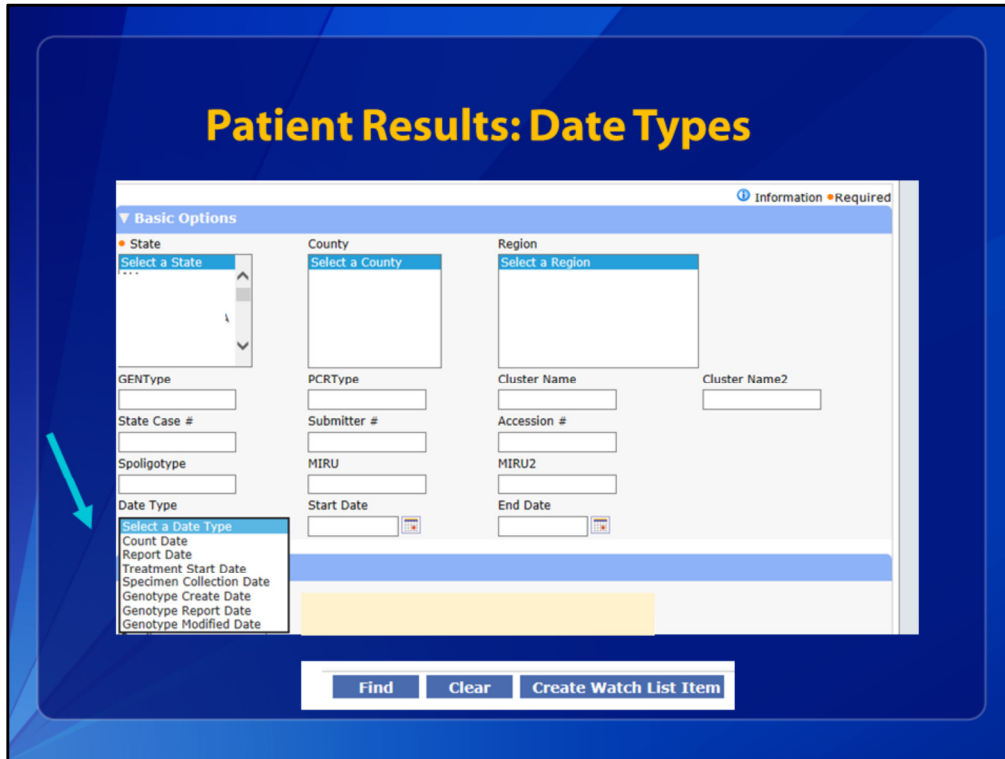 Patient Results: Date Types
Information Required
Basic Options
State County Region
Select a State Select a County Select a Region
GENType PCRType Cluster Name Cluster Name2
State Case # Submitter # Accession #
Spoligotype MIRU MIRU2
Date Type Start Date End Date
Select a Date Type
Count Date
Report Date
Treatment Start Date
Specimen Collection Date
Genotype Create Date
Genotype Report Date
Genotype Modified Date
Find Clear Create Watch List Item